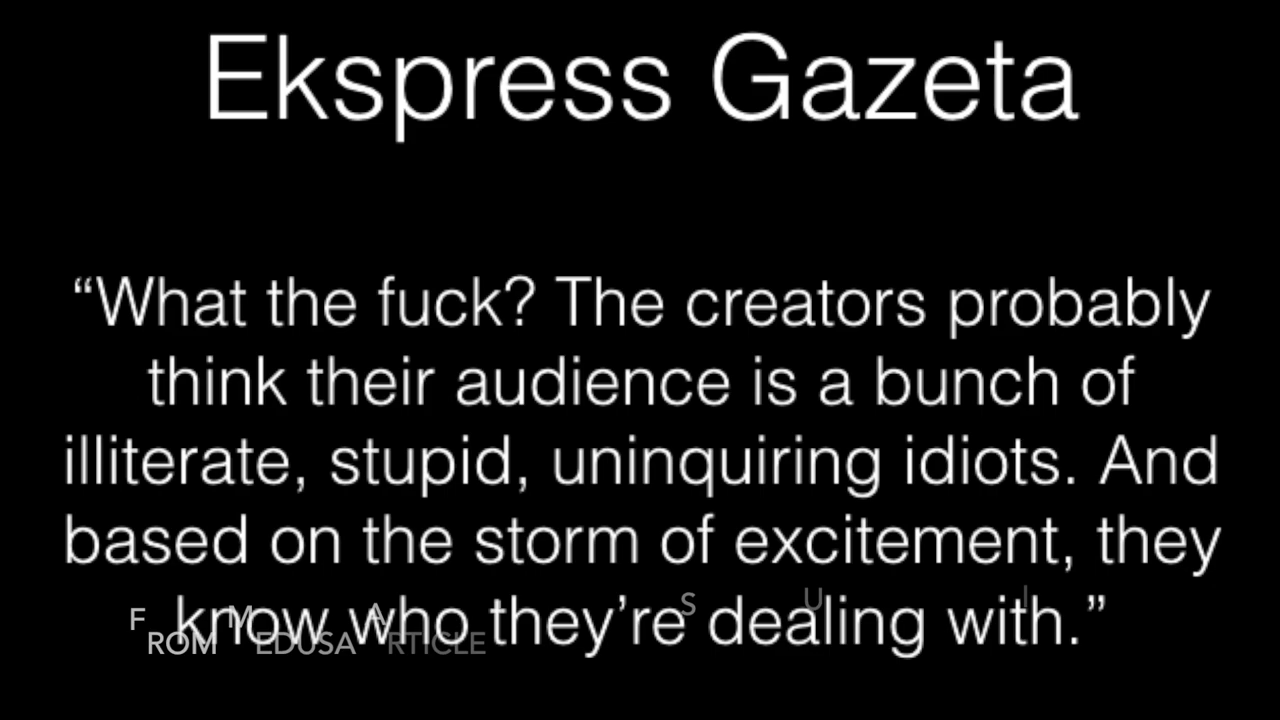 Ekspress Gazeta
“What the fuck? The creators probably
think their audience is a bunch of
illiterate, stupid, uninquiring idiots. And
based on the storm of excitement, they
know who they’re dealing with.”
FROM MEDUSA ARTICLE